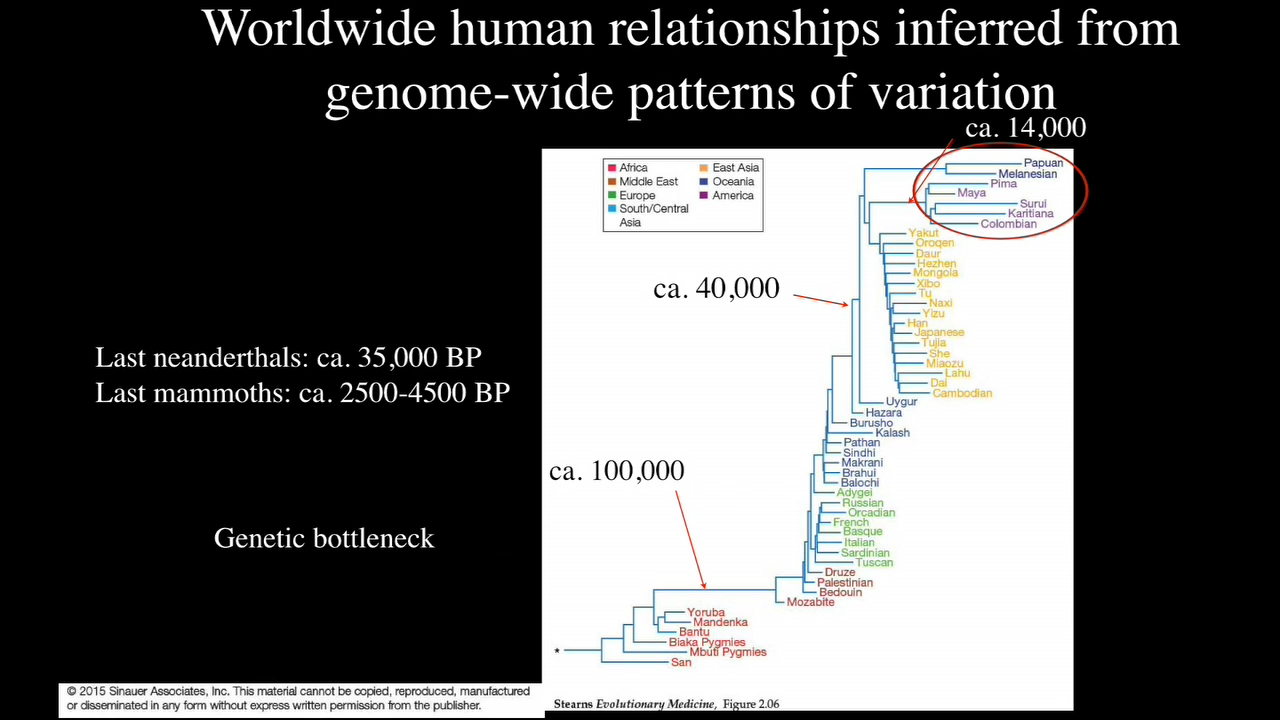 Worldwide human relationships inferred from
genome-wide patterns of variation
ca. 14,000
Africa
East Asia
Middle East
Oceania
Europe
America
South/Central
Asia
Papuan
Melanesian
Pima
Maya
Surui
Karitiana
Colombian
Yakut
Oroqen
Daur
Hezhen
Mongola
Xibo
Tu
Naxi
Yizu
Han
Japanese
Tujia
She
Miaozu
Lahu
Dai
Cambodian
Uygur
Hazara
Burusho
Kalash
Pathan
Sindhi
Makrani
Brahui
Balochi
Adygei
Russian
Orcadian
French
Basque
Italian
Sardinian
Tuscan
Druze
Palestinian
Bedouin
Mozabite
Yoruba
Mandenka
Bantu
Biaka Pygmies
Mbuti Pygmies
San
*
ca. 40,000
Last neanderthals: ca. 35,000 BP
Last mammoths: ca. 2500-4500 BP
ca. 100,000
Genetic bottleneck
© 2015 Sinauer Associates, Inc. This material cannot be copied, reproduced, manufactured
or disseminated in any form without express written permission from the publisher.
Stearns Evolutionary Medicine, Figure 2.06